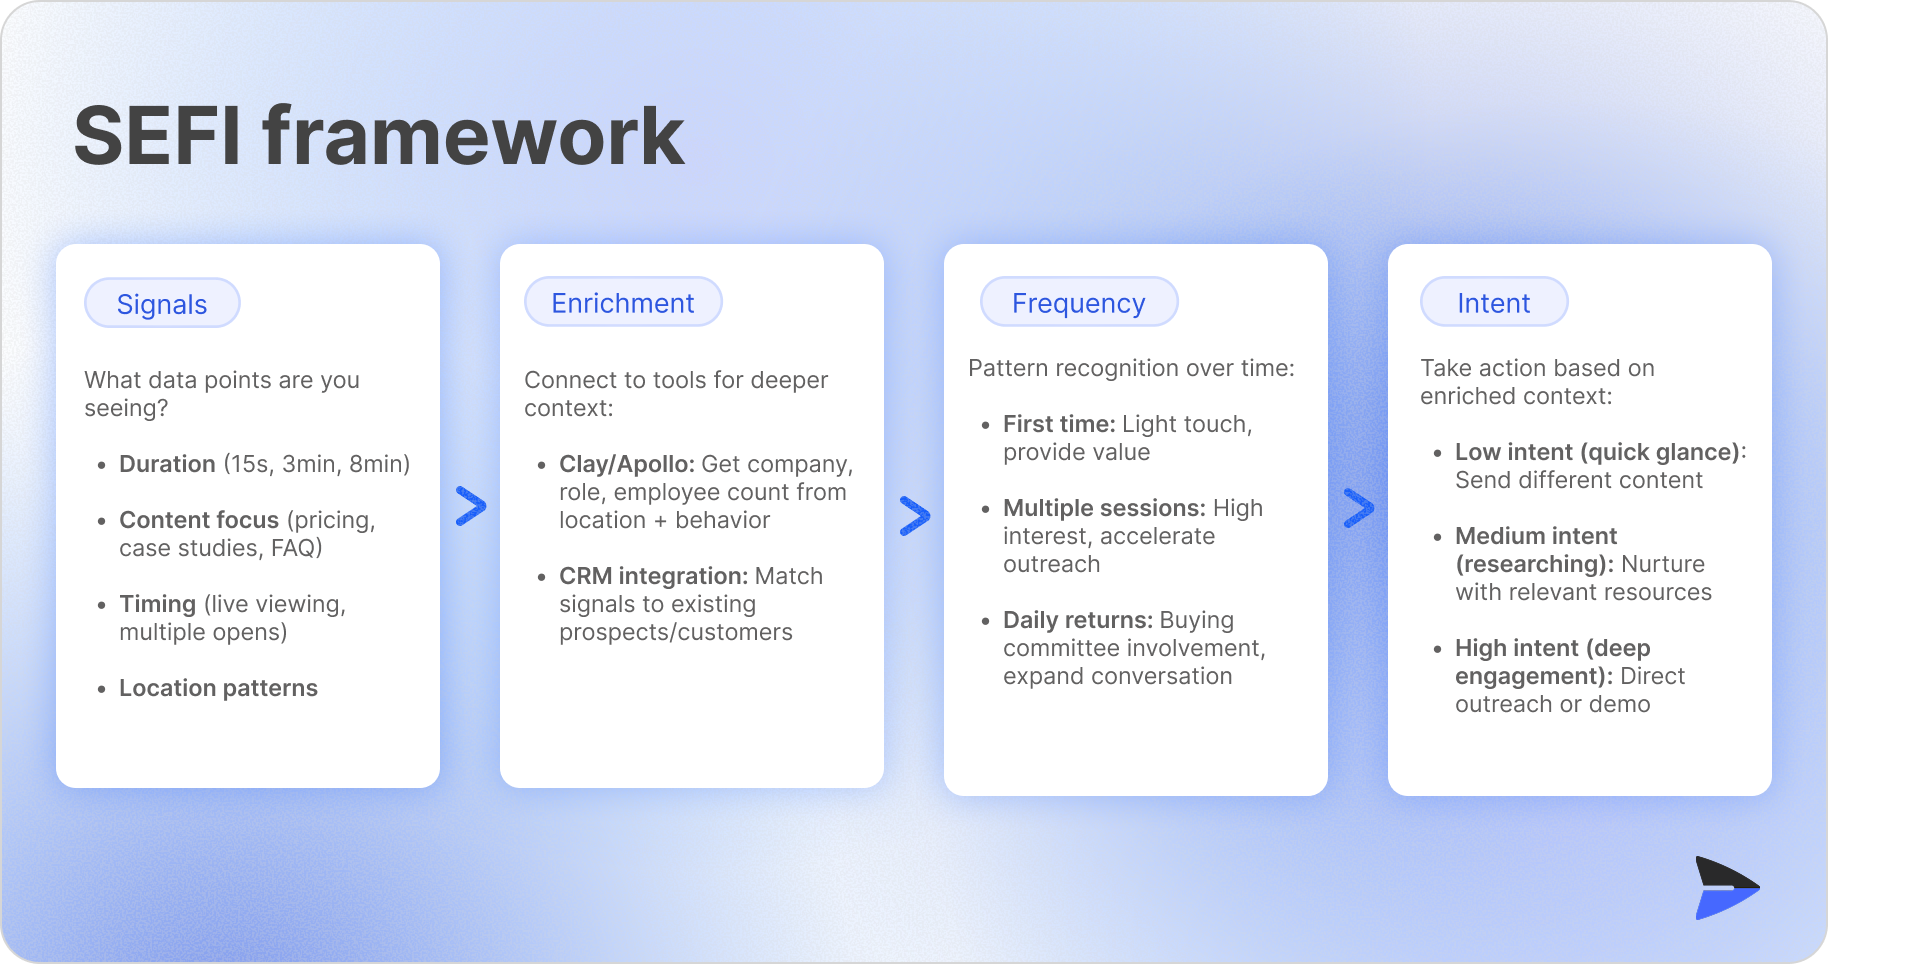 SEFI framework
Signals
What data points are you
seeing?
• Duration (15s, 3min, 8min)
• Content focus (pricing,
case studies, FAQ)
• Timing (live viewing,
multiple opens)
• Location patterns
>
Enrichment
Connect to tools for deeper
context:
• Clay/Apollo: Get company,
role, employee count from
location + behavior
• CRM integration: Match
signals to existing
prospects/customers
>
Frequency
Pattern recognition over time:
• First time: Light touch,
provide value
• Multiple sessions: High
interest, accelerate
outreach
• Daily returns: Buying
committee involvement,
expand conversation
>
Intent
Take action based on
enriched context:
• Low intent (quick glance):
Send different content
• Medium intent
(researching): Nurture
with relevant resources
• High intent (deep
engagement): Direct
outreach or demo